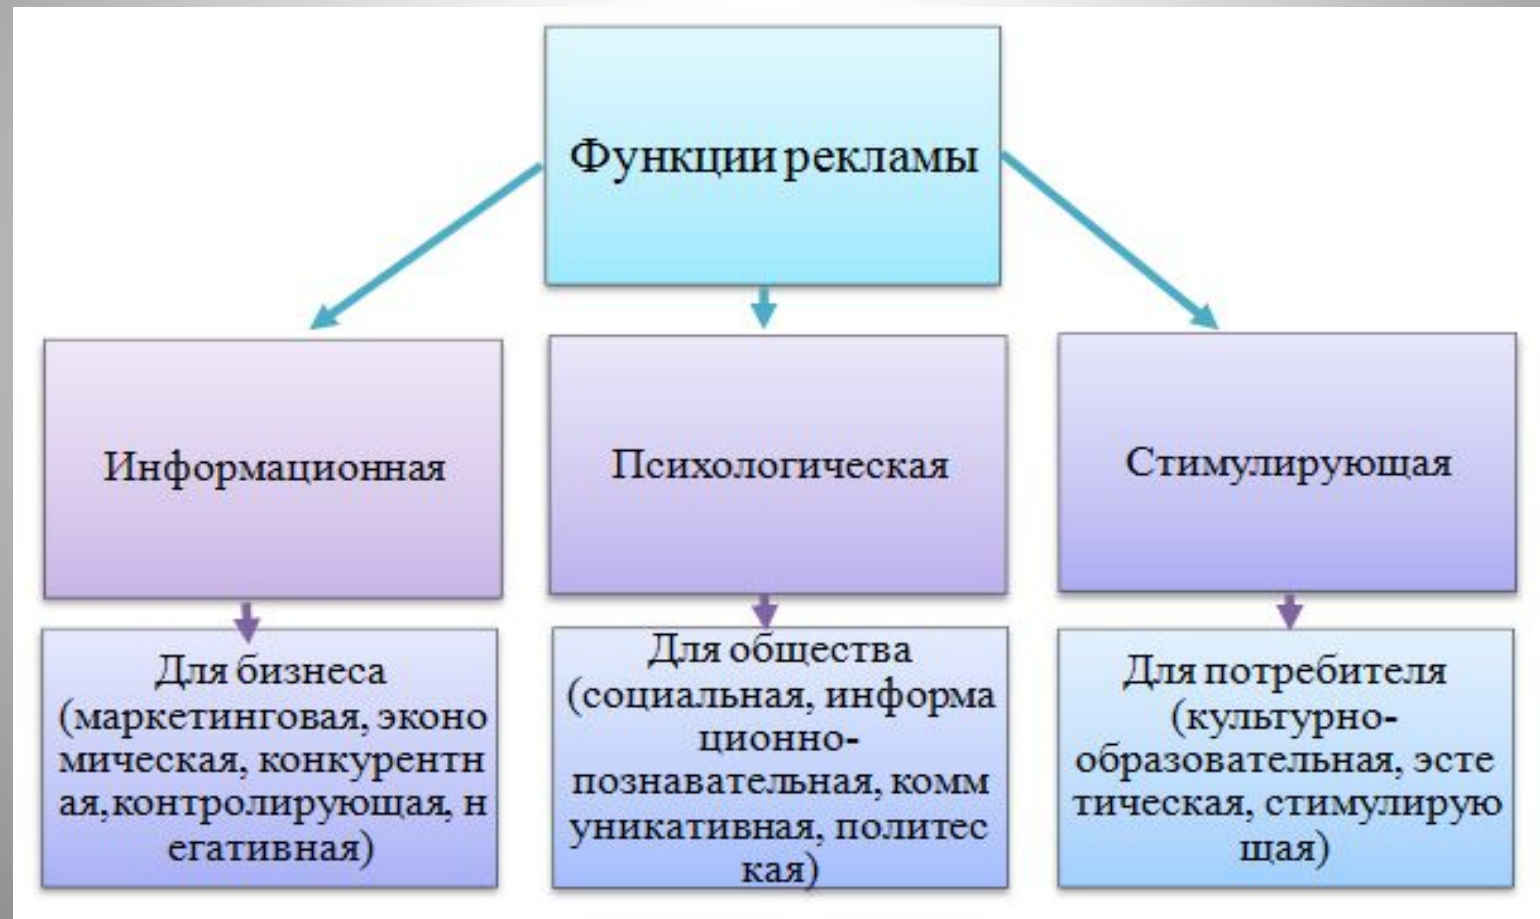 Функции рекламы
Информационная
Психологическая
Стимулирующая
Для бизнеса
(маркетинговая, эконо
мическая, конкурентн
ая,контролирующая, н
егативная)
Для общества
(социальная, информа
ционно-
познавательная, комм
уникативная, политес
кая)
Для потребителя
(культурно-
образовательная, эсте
тическая, стимулирую
щая)